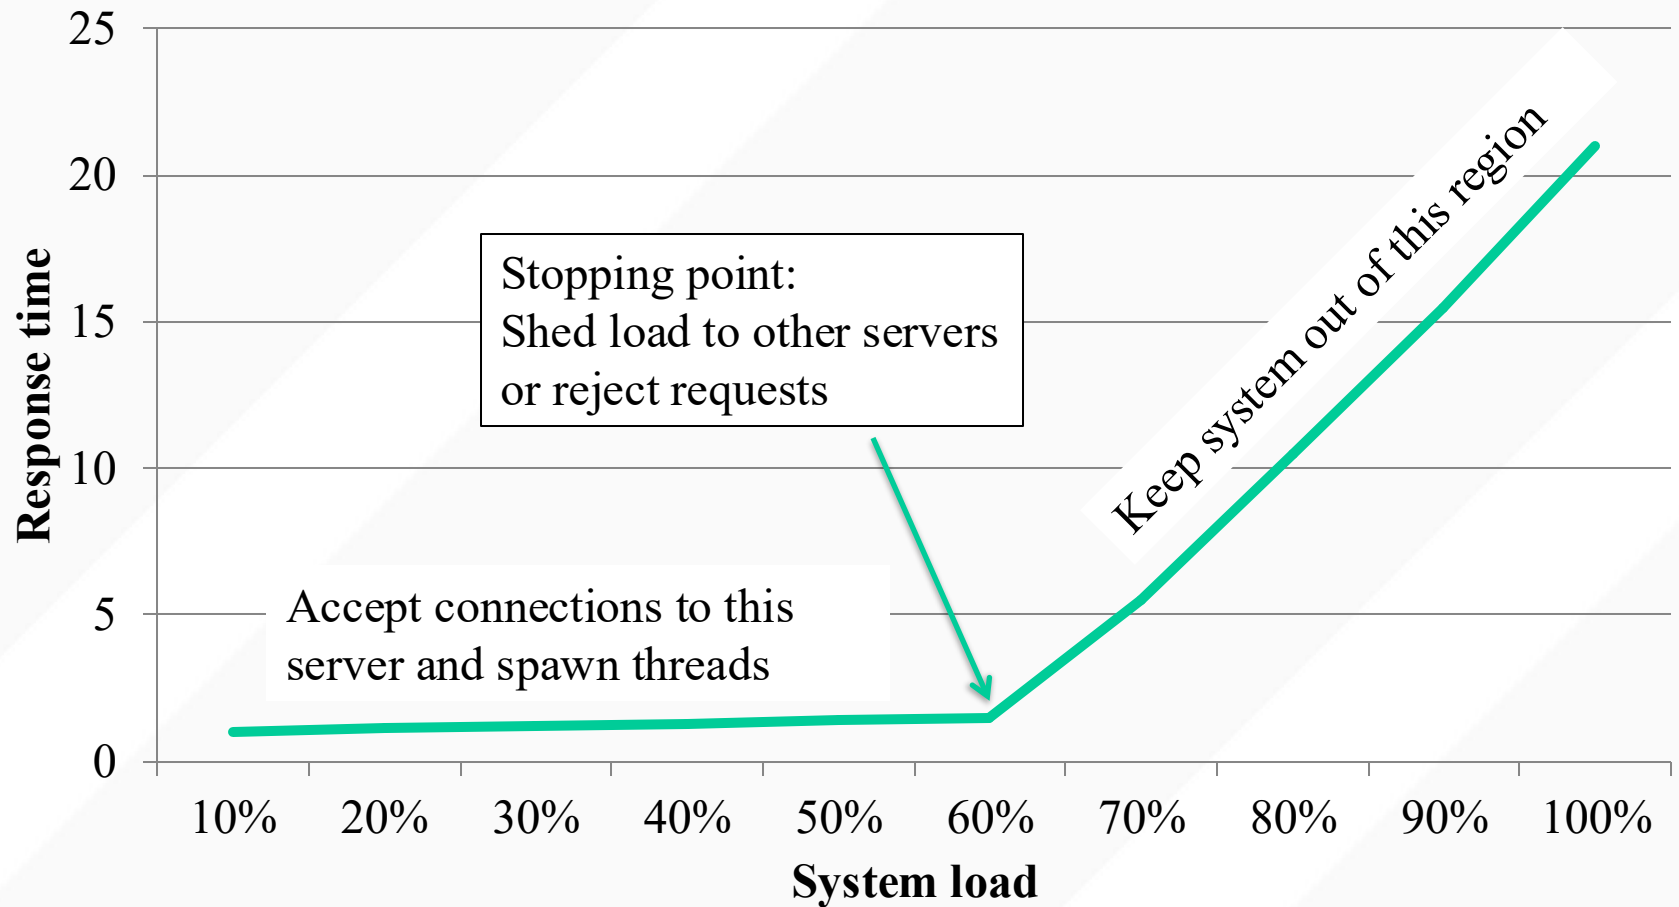 25
20
15
10
5
0
Response time
Stopping point:
Shed load to other servers
or reject requests
Keep system out of this region
Accept connections to this
server and spawn threads
10% 20% 30% 40% 50% 60% 70% 80% 90% 100%
System load